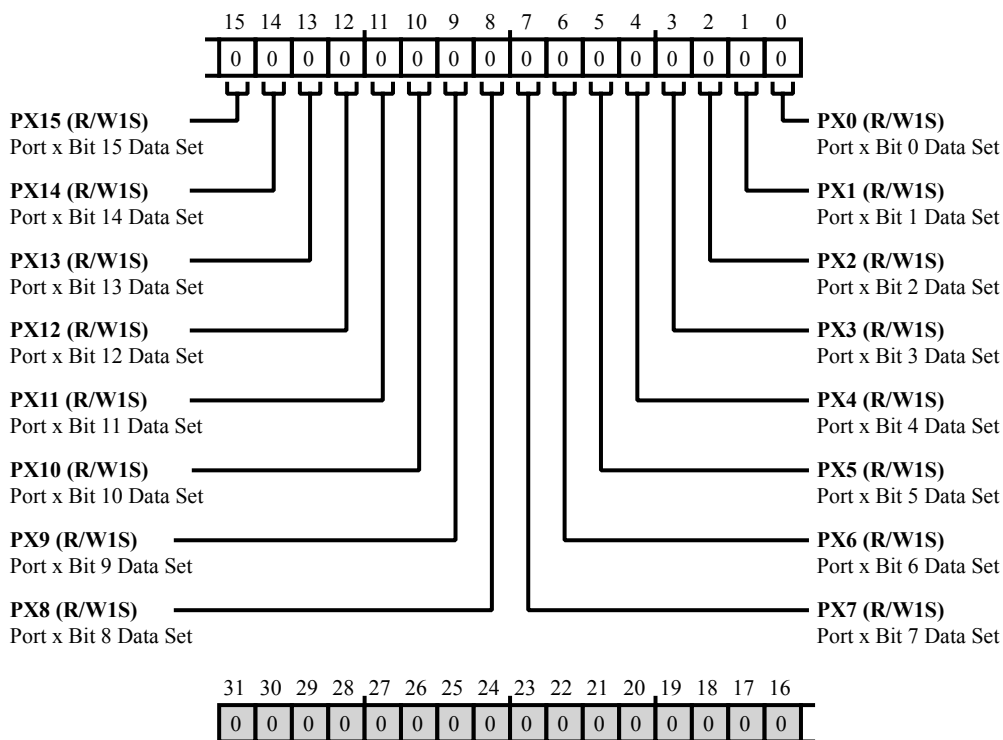 15 14 13 12 11 10 9 8 7 6 5 4 3 2 1 0
0 0 0 0 0 0 0 0 0 0 0 0 0 0 0 0
PX15 (R/W1S)
Port x Bit 15 Data Set
PX14 (R/W1S)
Port x Bit 14 Data Set
PX13 (R/W1S)
Port x Bit 13 Data Set
PX12 (R/W1S)
Port x Bit 12 Data Set
PX11 (R/W1S)
Port x Bit 11 Data Set
PX10 (R/W1S)
Port x Bit 10 Data Set
PX9 (R/W1S)
Port x Bit 9 Data Set
PX8 (R/W1S)
Port x Bit 8 Data Set
PX0 (R/W1S)
Port x Bit 0 Data Set
PX1 (R/W1S)
Port x Bit 1 Data Set
PX2 (R/W1S)
Port x Bit 2 Data Set
PX3 (R/W1S)
Port x Bit 3 Data Set
PX4 (R/W1S)
Port x Bit 4 Data Set
PX5 (R/W1S)
Port x Bit 5 Data Set
PX6 (R/W1S)
Port x Bit 6 Data Set
PX7 (R/W1S)
Port x Bit 7 Data Set
31 30 29 28 27 26 25 24 23 22 21 20 19 18 17 16
0 0 0 0 0 0 0 0 0 0 0 0 0 0 0 0